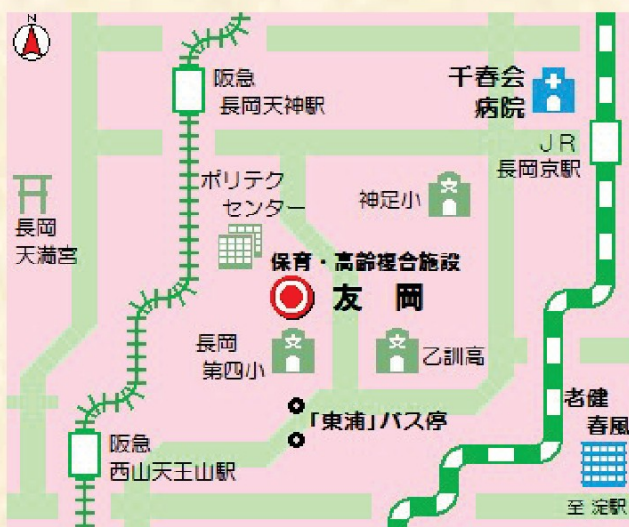 N
阪急
長岡天神駅
千春会
病院
JR
長岡京駅
長岡
天満宮
ポリテク
センター
神足小
保育・高齢複合施設
友岡
長岡
第四小
乙訓高
「東浦」バス停
老健
春風
阪急
西山天王山駅
至 淀駅